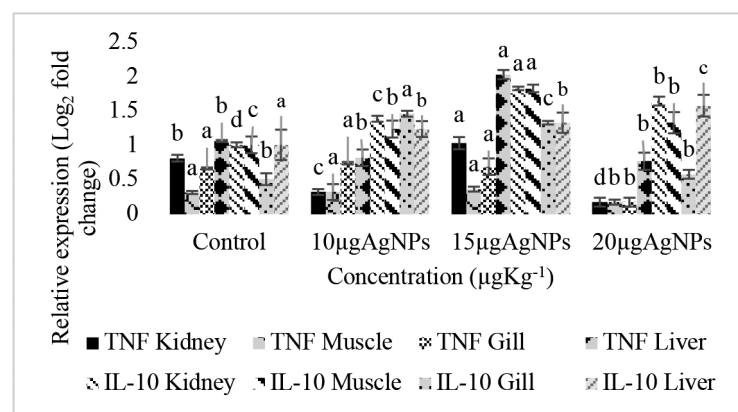 Relative expression (Log2 fold
change)
2.5
2
1.5
1
0.5
0
b a a b d c b a
c a a b c b a b
b a a a a a c b
d b b b b b b c
Control 10µgAgNPs 15µgAgNPs 20µgAgNPs
Concentration (µgKg-1)
TNF Kidney TNF Muscle TNF Gill TNF Liver
IL-10 Kidney IL-10 Muscle IL-10 Gill IL-10 Liver